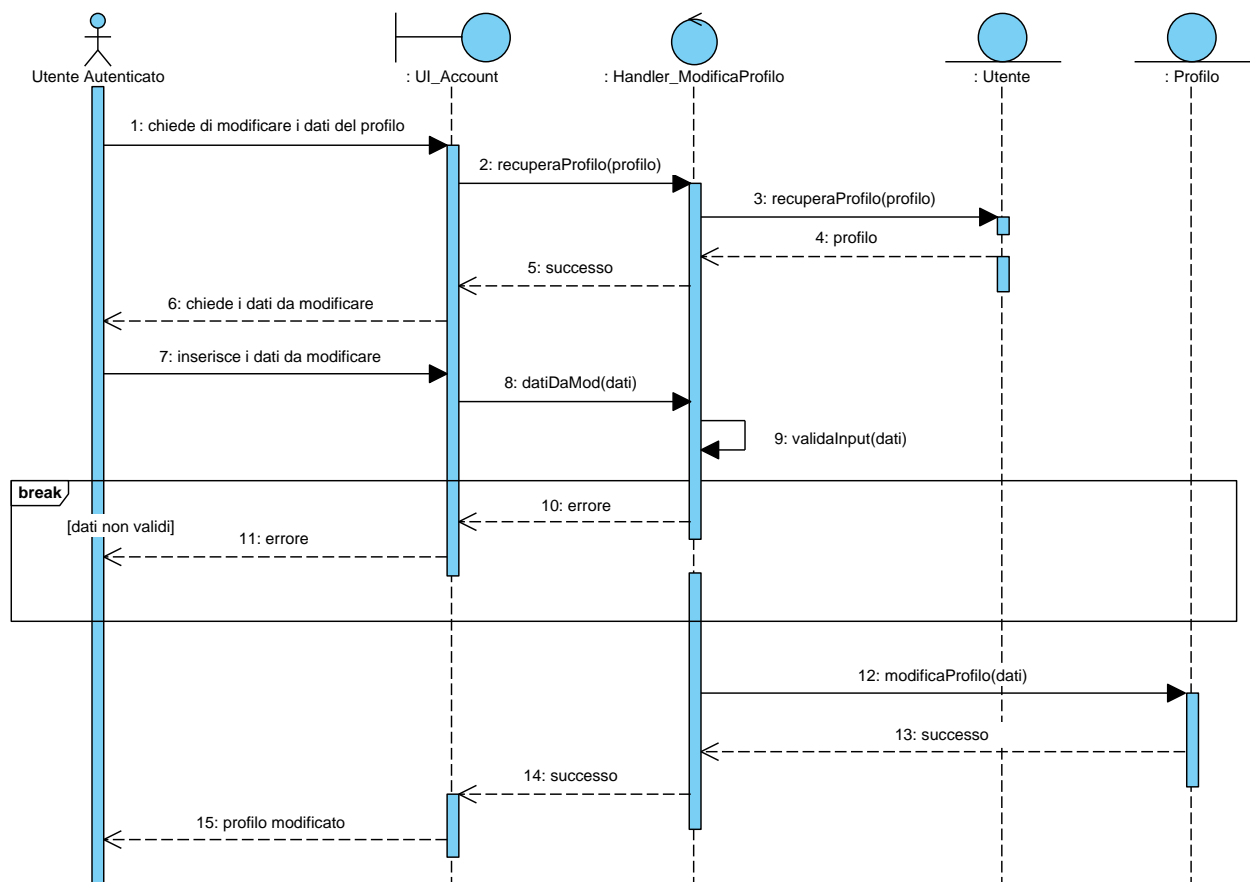 Utente Autenticato
: UI_Account
: Handler_ModificaProfilo
: Utente
: Profilo
1: chiede di modificare i dati del profilo
2: recuperaProfilo(profilo)
3: recuperaProfilo(profilo)
4: profilo
5: successo
6: chiede i dati da modificare
7: inserisce i dati da modificare
8: datiDaMod(dati)
9: validaInput(dati)
break
10: errore
[dati non validi]
11: errore
12: modificaProfilo(dati)
13: successo
14: successo
15: profilo modificato